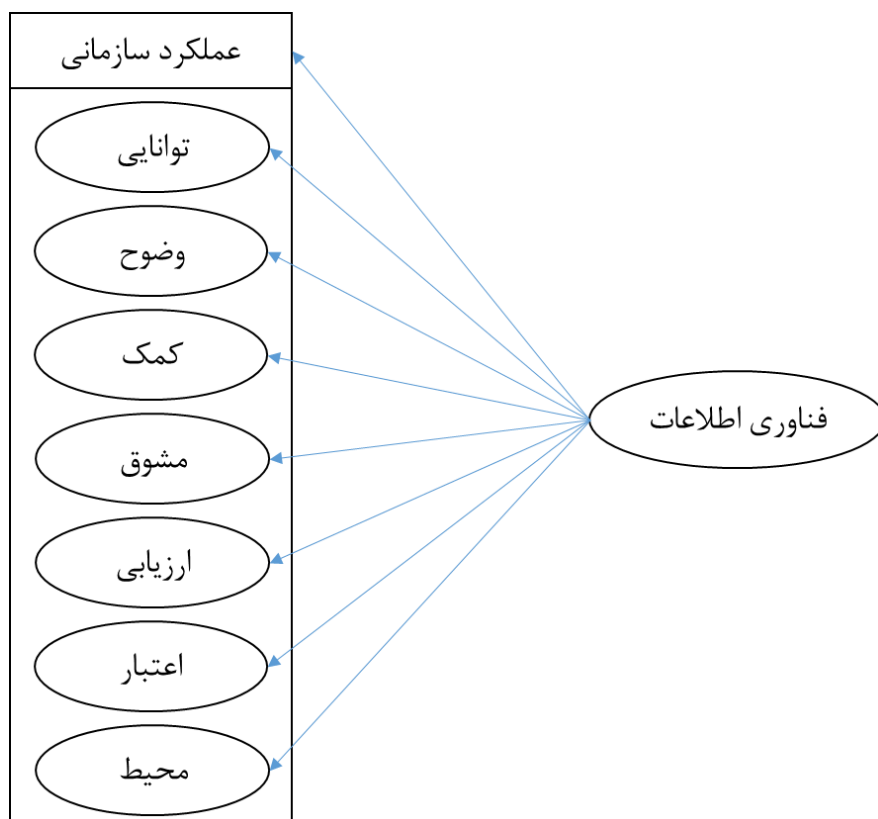 عملکرد سازمانی
توانایی
وضوح
کمک
مشوق
ارزیابی
اعتبار
محیط
فناوری اطلاعات